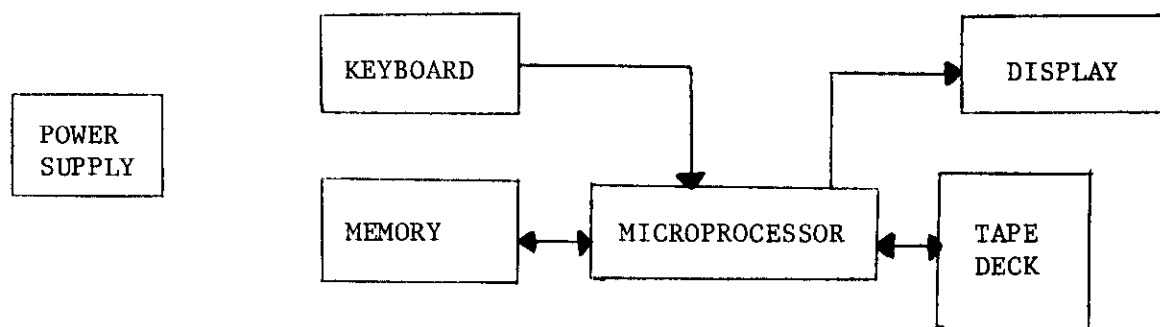 KEYBOARD
DISPLAY
POWER
SUPPLY
MEMORY
MICROPROCESSOR
TAPE
DECK